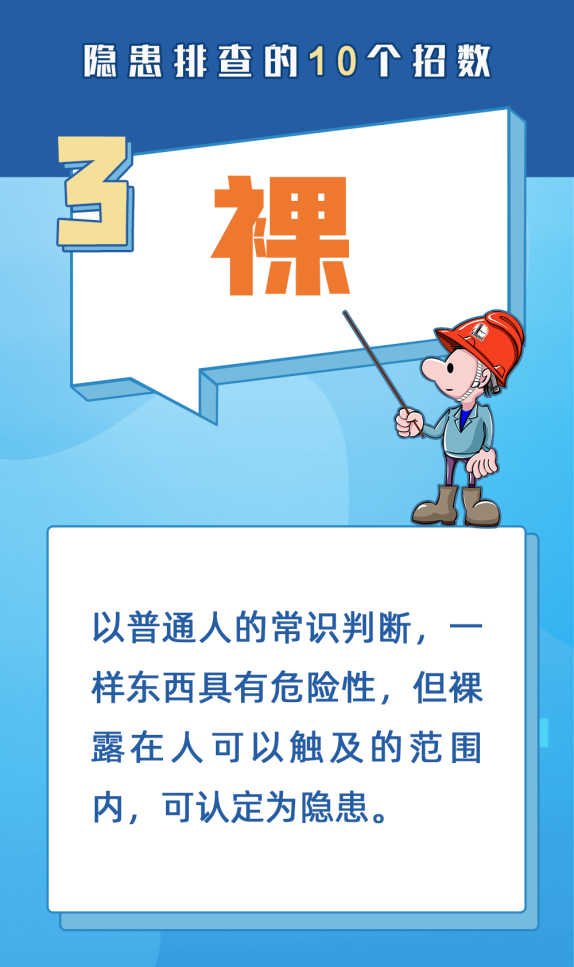 隐患排查的10个招数
3
裸
以普通人的常识判断，一
样东西具有危险性，但裸
露在人可以触及的范围
内，可认定为隐患。